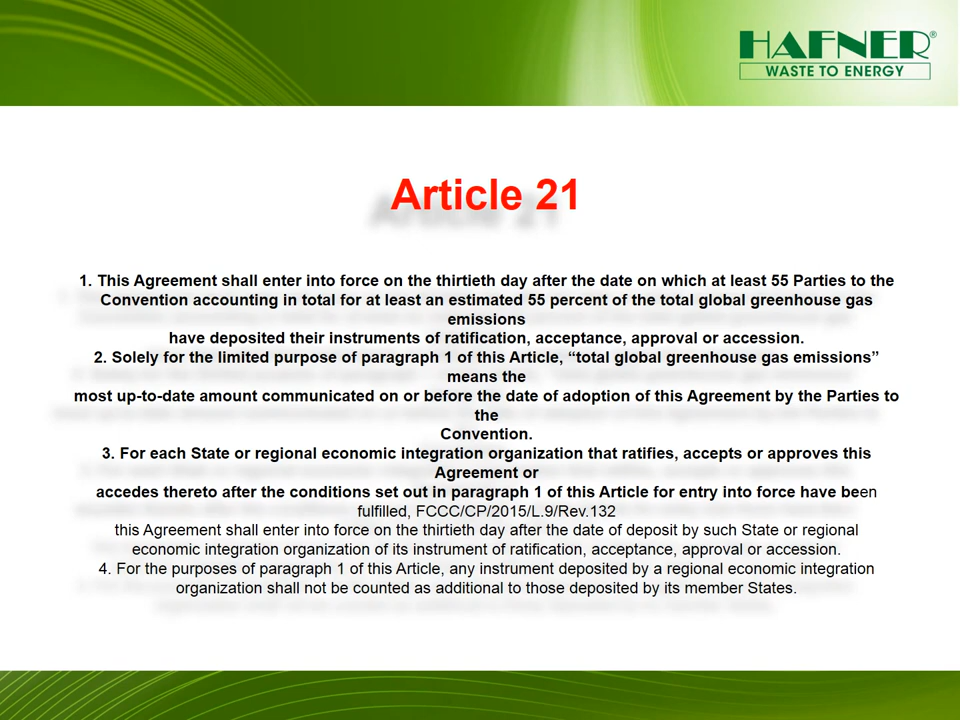 HAFNER®
WASTE TO ENERGY
Article 21
1. This Agreement shall enter into force on the thirtieth day after the date on which at least 55 Parties to the
Convention accounting in total for at least an estimated 55 percent of the total global greenhouse gas
emissions
have deposited their instruments of ratification, acceptance, approval or accession.
2. Solely for the limited purpose of paragraph 1 of this Article, “total global greenhouse gas emissions”
means the
most up-to-date amount communicated on or before the date of adoption of this Agreement by the Parties to
the
Convention.
3. For each State or regional economic integration organization that ratifies, accepts or approves this
Agreement or
accedes thereto after the conditions set out in paragraph 1 of this Article for entry into force have been
fulfilled, FCCC/CP/2015/L.9/Rev.132
this Agreement shall enter into force on the thirtieth day after the date of deposit by such State or regional
economic integration organization of its instrument of ratification, acceptance, approval or accession.
4. For the purposes of paragraph 1 of this Article, any instrument deposited by a regional economic integration
organization shall not be counted as additional to those deposited by its member States.